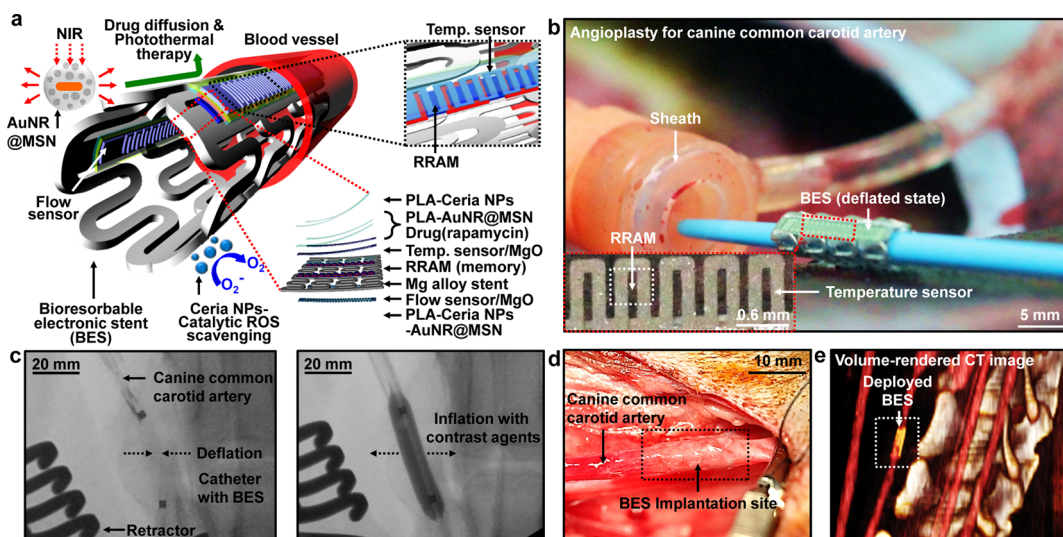 a
NIR
Drug diffusion &
Photothermal
therapy
Blood vessel
Temp. sensor
AuNR
@MSN
RRAM
Flow
sensor
PLA-Ceria NPs
PLA-AuNR@MSN
Drug(rapamycin)
Temp. sensor/MgO
RRAM (memory)
Mg alloy stent
Flow sensor/MgO
PLA-Ceria NPs
-AuNR@MSN
O₂
O₂⁻
Bioresorbable
electronic stent
(BES)
Ceria NPs-
Catalytic ROS
scavenging
b
Angioplasty for canine common carotid artery
Sheath
BES (deflated state)
RRAM
Temperature sensor
0.6 mm
5 mm
c
20 mm
Canine common
carotid artery
Deflation
Catheter
with BES
Retractor
20 mm
Inflation with
contrast agents
d
10 mm
Canine common
carotid artery
BES Implantation site
e
Volume-rendered CT image
Deployed
BES